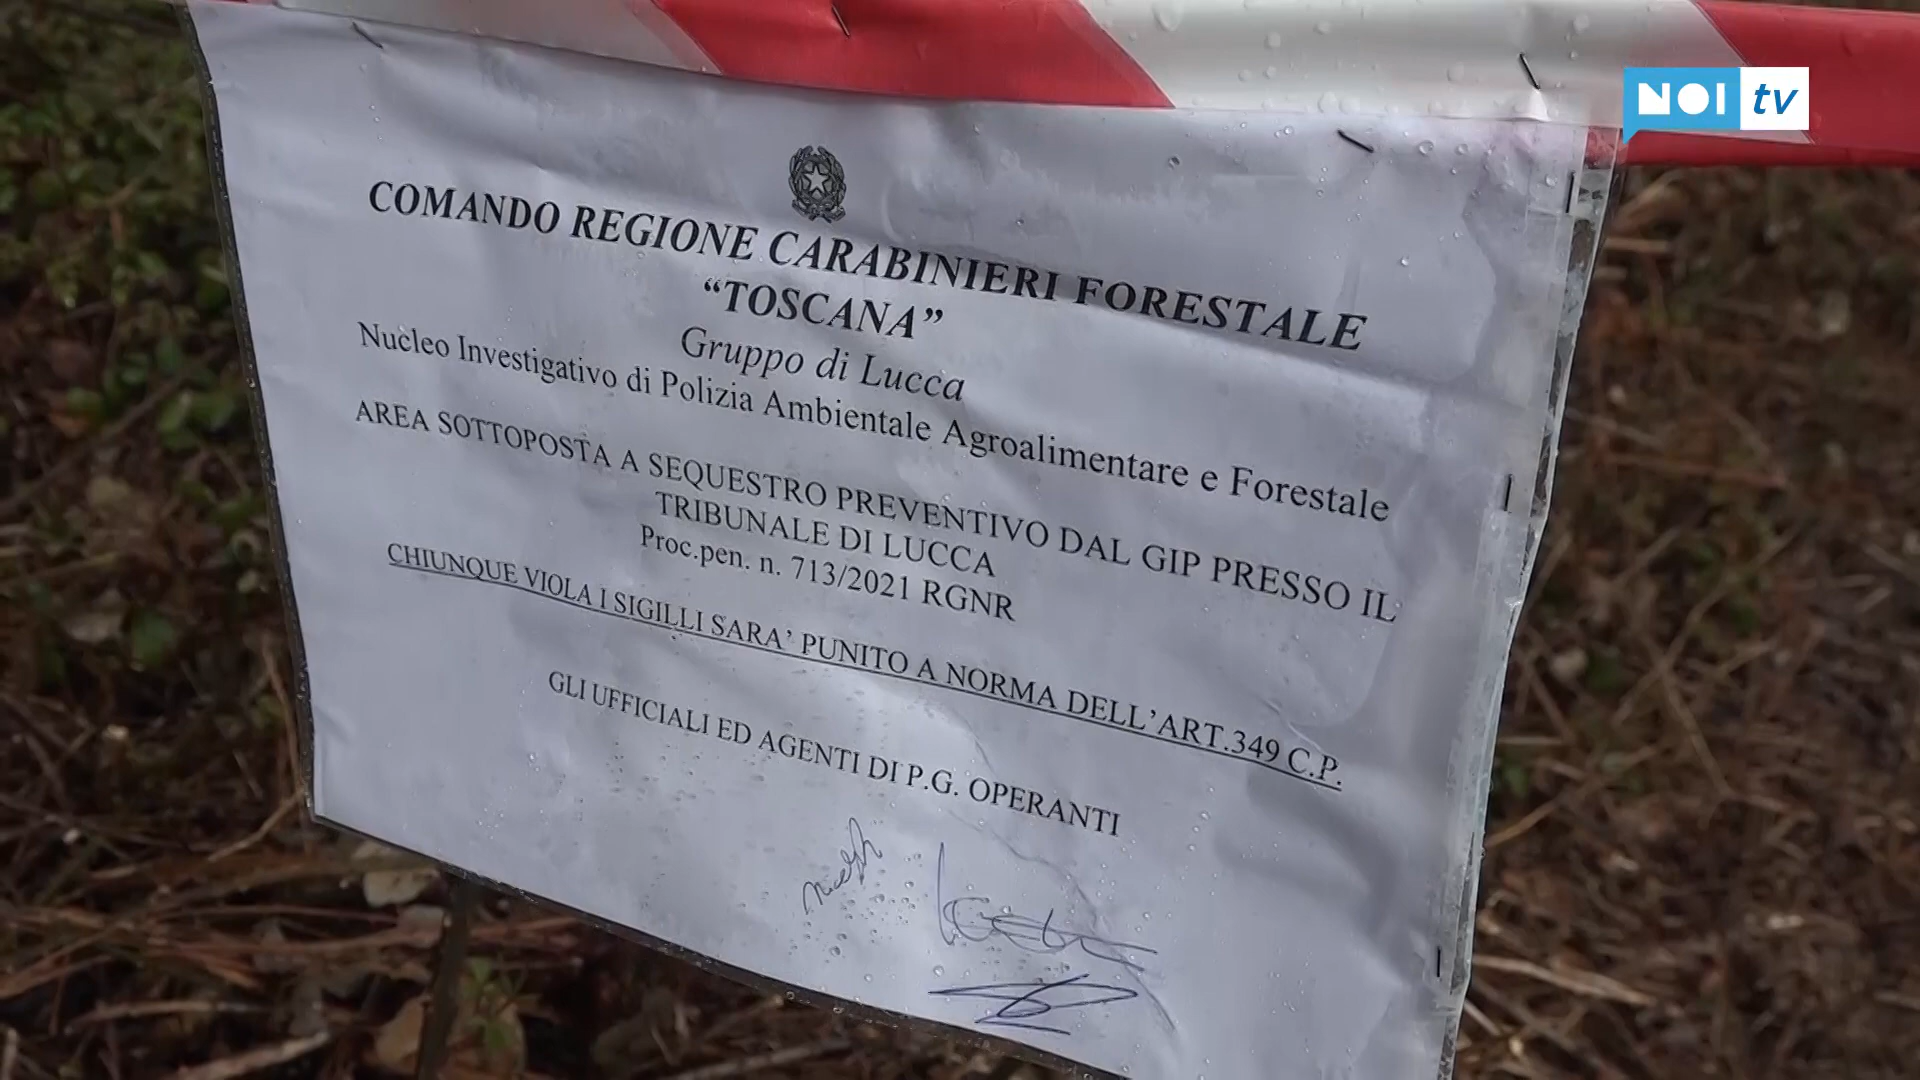 NOI tv
COMANDO REGIONE CARABINIERI FORESTALE
“TOSCANA”
Gruppo di Lucca
Nucleo Investigativo di Polizia Ambientale Agroalimentare e Forestale
AREA SOTTOPOSTA A SEQUESTRO PREVENTIVO DAL GIP PRESSO IL
TRIBUNALE DI LUCCA
Proc.pen. n. 713/2021 RGNR
CHIUNQUE VIOLA I SIGILLI SARA’ PUNITO A NORMA DELL’ART.349 C.P.
GLI UFFICIALI ED AGENTI DI P.G. OPERANTI